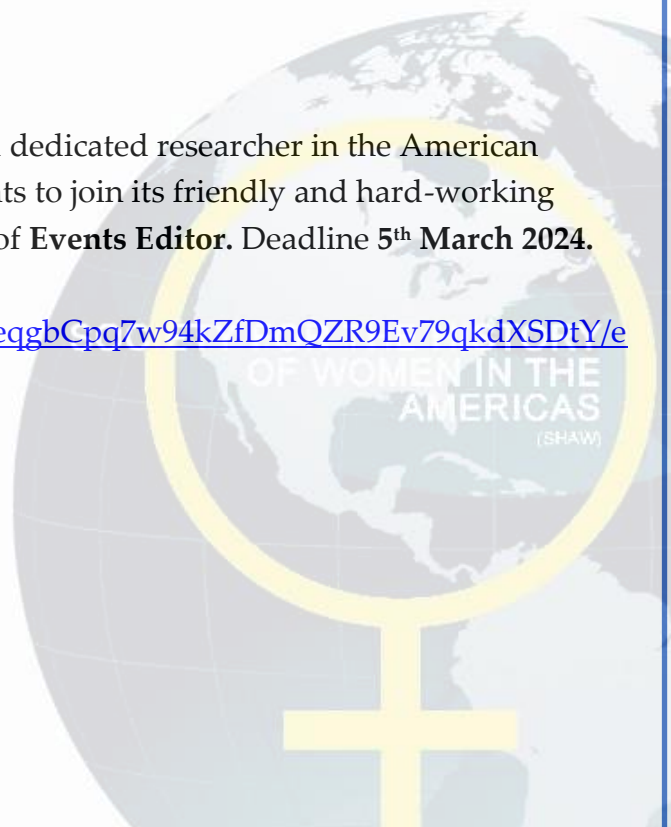 dedicated researcher in the American
to join its friendly and hard-working
of Events Editor. Deadline 5th March 2024.
eqgbCpq7w94kZfDmQZR9Ev79qkdXSDtY/e
OF WOMEN IN THE
AMERICAS
(SHAW)